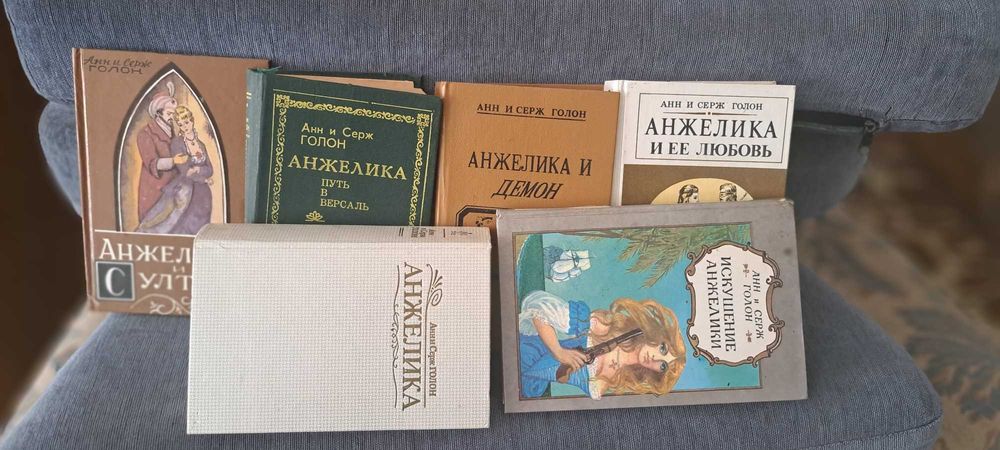 Анн и Серж
ГОЛОН
АНЖЕЛ
И
СУЛТ
Анн и Серж
ГОЛОН
АНЖЕЛИКА
ПУТЬ
В
ВЕРСАЛЬ
АНН И СЕРЖ ГОЛОН
АНЖЕЛИКА И
ДЕМОН
АНН И СЕРЖ ГОЛОН
АНЖЕЛИКА
И ЕЕ ЛЮБОВЬ
Анн и Серж ГОЛОН
АНЖЕЛИКА
АНН И СЕРЖ
ГОЛОН
ИСКУШЕНИЕ
АНЖЕЛИКИ